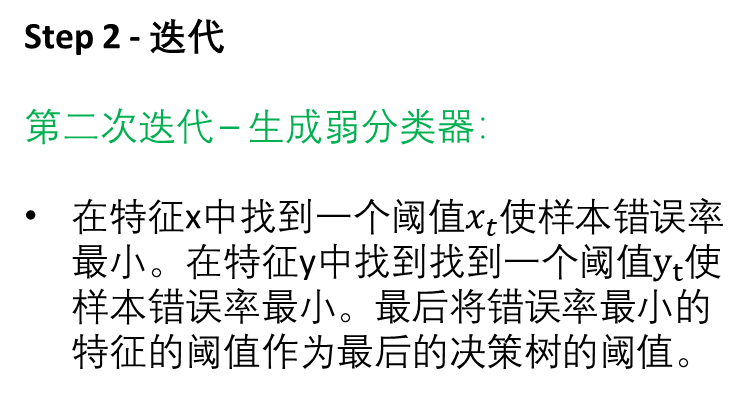 Step 2 - 迭代
第二次迭代 – 生成弱分类器：
• 在特征x中找到一个阈值𝑥ₜ使样本错误率
最小。在特征y中找到找到一个阈值yₜ使
样本错误率最小。最后将错误率最小的
特征的阈值作为最后的决策树的阈值。